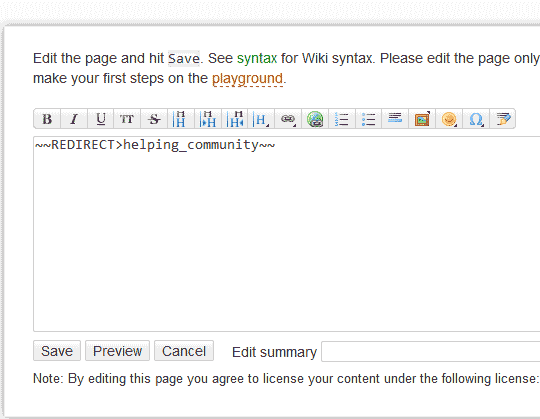 Edit the page and hit Save. See syntax for Wiki syntax. Please edit the page only
make your first steps on the playground.
B I U TT S H H H H H.
~~REDIRECT>helping_community~~
Save Preview Cancel Edit summary
Note: By editing this page you agree to license your content under the following license: